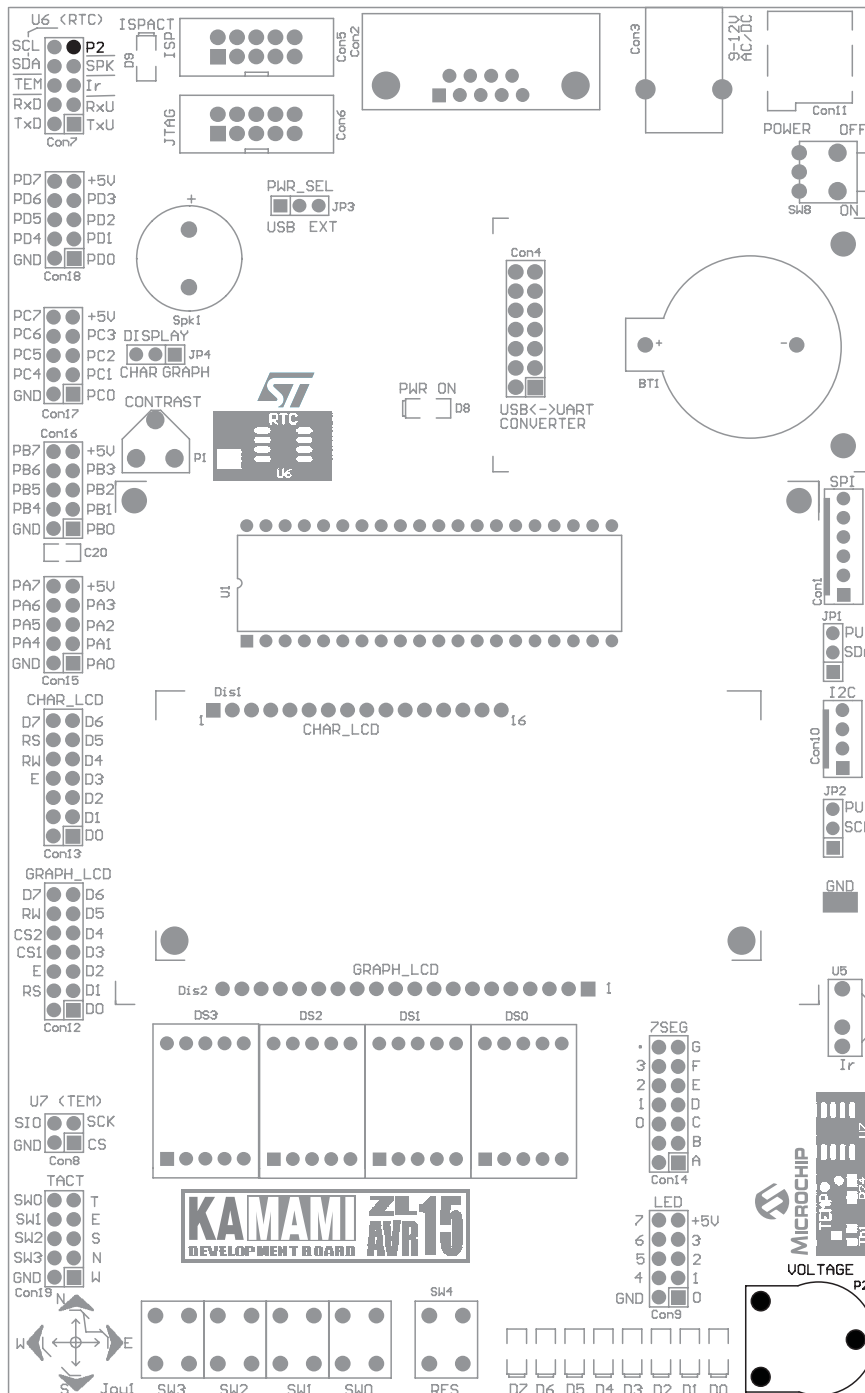 U6 (RTC)
SCL P2
SDA SPK
TEM Ir
RxD RxU
TxD TxU
Con7
ISPACT
D9
ISP
Con5
JTAG
Con6
Con2
Con3
9-12V
AC/DC
Con11
POWER OFF
SW8
ON
PD7 +5V
PD6 PD3
PD5 PD2
PD4 PD1
GND PD0
Con18
+
Spk1
PWR_SEL
JP3
USB EXT
Con4
USB<->UART
CONVERTER
+ -
BT1
PC7 +5V
PC6 PC3
PC5 PC2
PC4 PC1
GND PC0
Con17
DISPLAY
JP4
CHAR GRAPH
CONTRAST
P1
ST
RTC
U6
PWR ON
D8
Con16
PB7 +5V
PB6 PB3
PB5 PB2
PB4 PB1
GND PB0
C20
SPI
Con1
U1
PA7 +5V
PA6 PA3
PA5 PA2
PA4 PA1
GND PA0
Con15
JP1
PU
SDA
I2C
Con10
JP2
PU
SCL
GND
CHAR_LCD
D7 D6
RS D5
RW D4
E D3
D2
D1
D0
Con13
Dis1
1 16
CHAR_LCD
GRAPH_LCD
D7 D6
RW D5
CS2 D4
CS1 D3
E D2
RS D1
D0
Con12
GRAPH_LCD
Dis2 1
U5
Ir
DS3 DS2 DS1 DS0
7SEG
. G
3 F
2 E
1 D
0 C
B
A
Con14
U7 (TEM)
SIO SCK
GND CS
Con8
TACT
SW0 T
SW1 E
SW2 S
SW3 N
GND W
Con19
KAMAMI
DEVELOPMENT BOARD
ZL
AVR 15
LED
7 +5V
6 3
5 2
4 1
GND 0
Con9
MICROCHIP
TEMP
U7
VOLTAGE
P2
N
W E
S
Joy1
SW3 SW2 SW1 SW0
SW4
RES
D7 D6 D5 D4 D3 D2 D1 D0